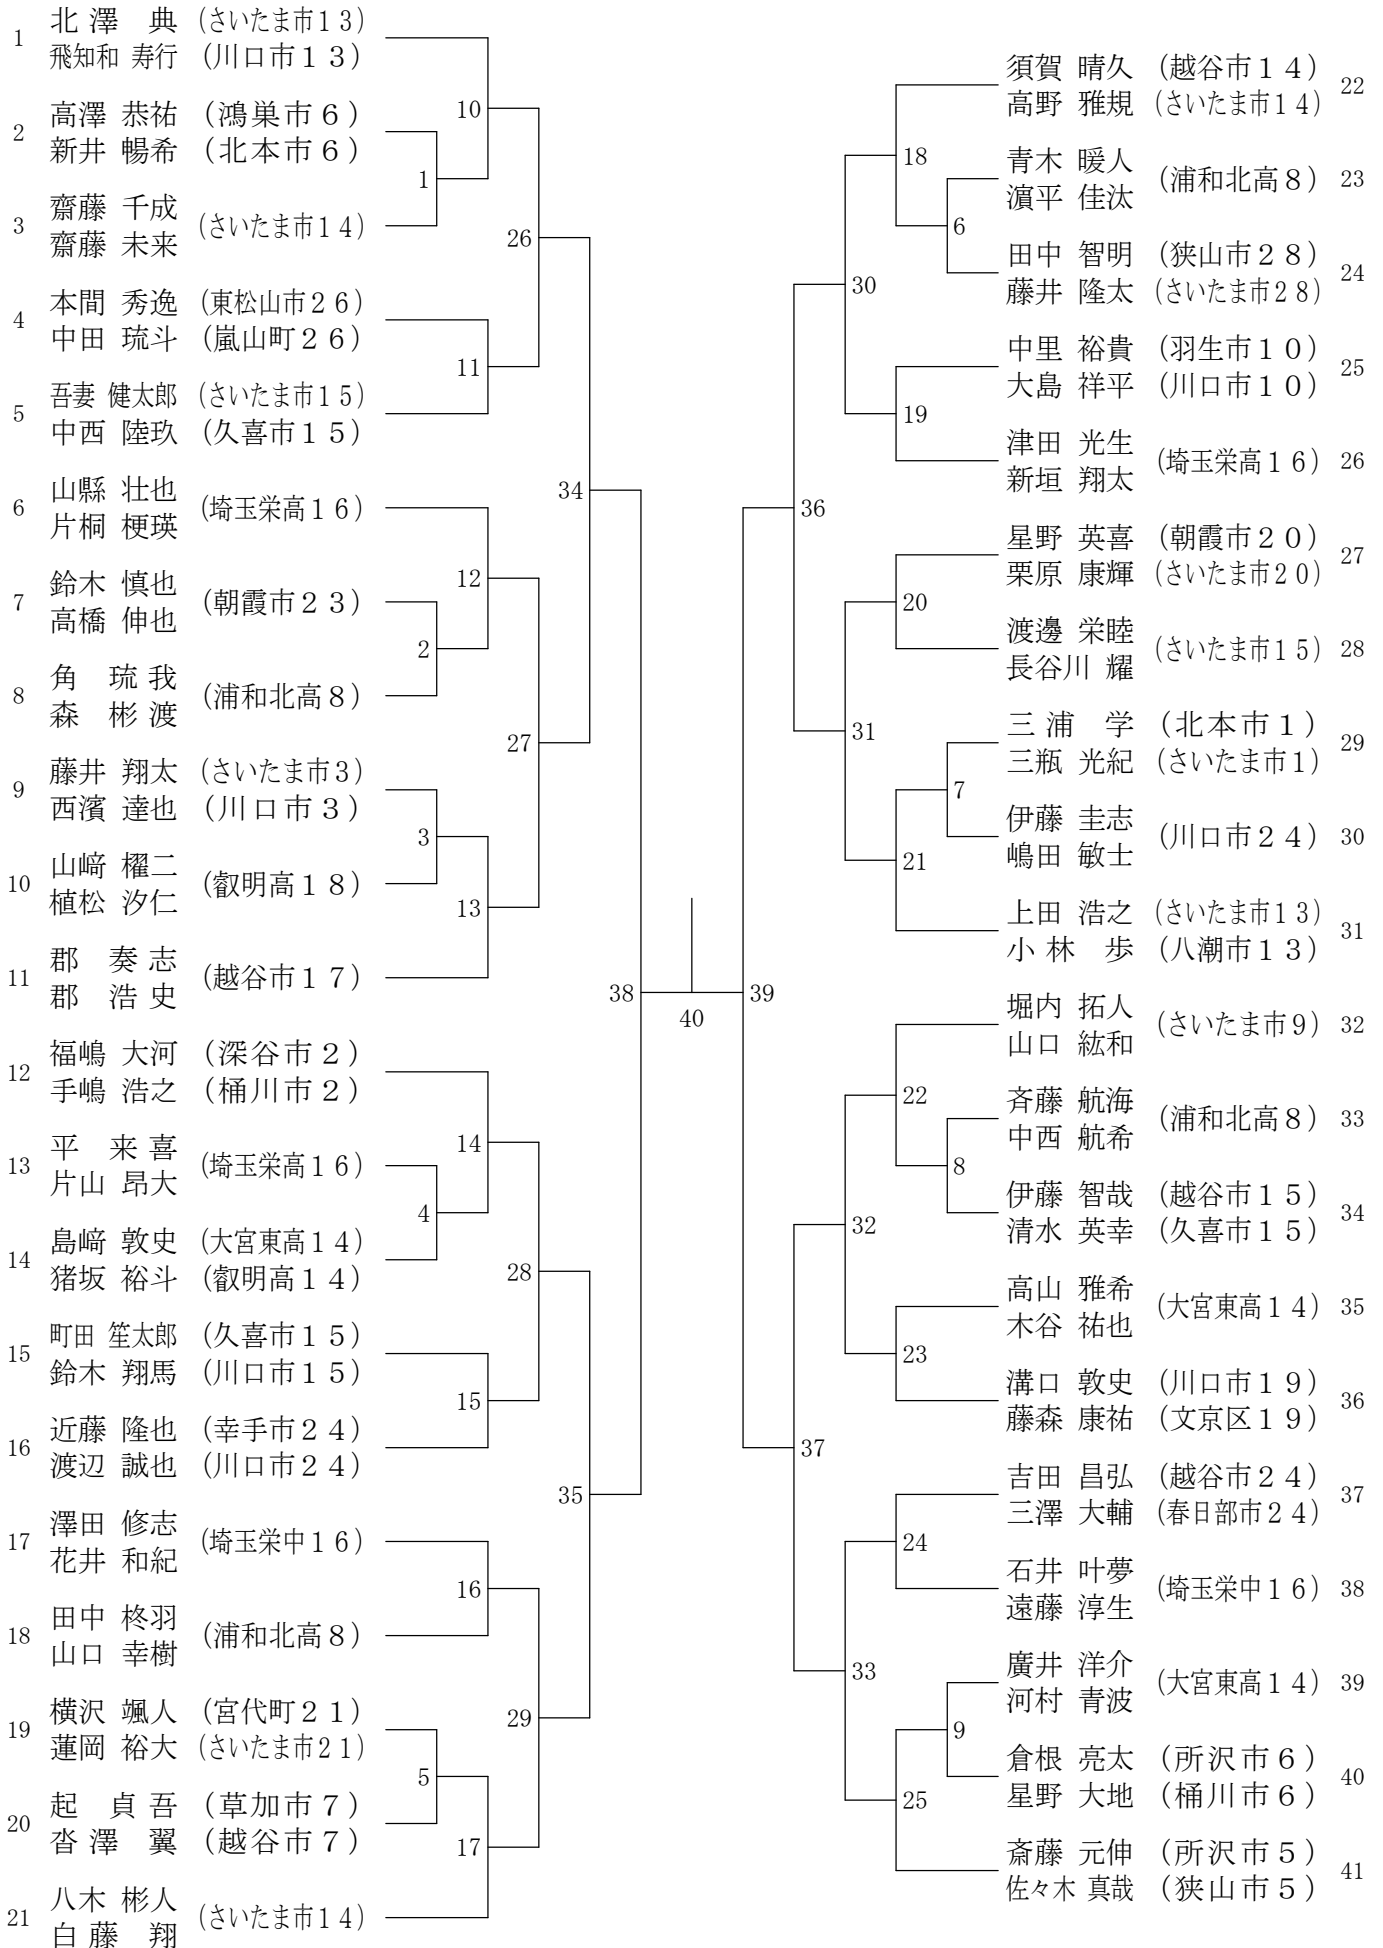 1 北澤 典 (さいたま市13)
飛知和 寿行 (川口市13)
2 高澤 恭祐 (鴻巣市6)
新井 暢希 (北本市6)
3 齋藤 千成 (さいたま市14)
齋藤 未来
4 本間 秀逸 (東松山市26)
中田 琉斗 (嵐山町26)
5 吾妻 健太郎 (さいたま市15)
中西 陸玖 (久喜市15)
6 山縣 壮也 (埼玉栄高16)
片桐 梗瑛
7 鈴木 慎也 (朝霞市23)
高橋 伸也
8 角 琉我 (浦和北高8)
森 彬渡
9 藤井 翔太 (さいたま市3)
西濱 達也 (川口市3)
10 山﨑 櫂二 (叡明高18)
植松 汐仁
11 郡 奏志 (越谷市17)
郡 浩史
12 福嶋 大河 (深谷市2)
手嶋 浩之 (桶川市2)
13 平 来喜 (埼玉栄高16)
片山 昂大
14 島﨑 敦史 (大宮東高14)
猪坂 裕斗 (叡明高14)
15 町田 笙太郎 (久喜市15)
鈴木 翔馬 (川口市15)
16 近藤 隆也 (幸手市24)
渡辺 誠也 (川口市24)
17 澤田 修志 (埼玉栄中16)
花井 和紀
18 田中 柊羽 (浦和北高8)
山口 幸樹
19 横沢 颯人 (宮代町21)
蓮岡 裕大 (さいたま市21)
20 起 貞吾 (草加市7)
沓澤 翼 (越谷市7)
21 八木 彬人 (さいたま市14)
白藤 翔
10
1
26
11
34
12
2
27
3
13
38
14
4
28
15
35
16
29
5
17
40
39
18
6
30
19
36
20
31
7
21
22
8
32
23
37
24
33
9
25
須賀 晴久 (越谷市14) 22
高野 雅規 (さいたま市14)
青木 暖人 (浦和北高8) 23
濵平 佳汰
田中 智明 (狭山市28) 24
藤井 隆太 (さいたま市28)
中里 裕貴 (羽生市10) 25
大島 祥平 (川口市10)
津田 光生 (埼玉栄高16) 26
新垣 翔太
星野 英喜 (朝霞市20) 27
栗原 康輝 (さいたま市20)
渡邊 栄睦 (さいたま市15) 28
長谷川 耀
三浦 学 (北本市1) 29
三瓶 光紀 (さいたま市1)
伊藤 圭志 (川口市24) 30
嶋田 敏士
上田 浩之 (さいたま市13) 31
小林 歩 (八潮市13)
堀内 拓人 (さいたま市9) 32
山口 紘和
斉藤 航海 (浦和北高8) 33
中西 航希
伊藤 智哉 (越谷市15) 34
清水 英幸 (久喜市15)
高山 雅希 (大宮東高14) 35
木谷 祐也
溝口 敦史 (川口市19) 36
藤森 康祐 (文京区19)
吉田 昌弘 (越谷市24) 37
三澤 大輔 (春日部市24)
石井 叶夢 (埼玉栄中16) 38
遠藤 淳生
廣井 洋介 (大宮東高14) 39
河村 青波
倉根 亮太 (所沢市6) 40
星野 大地 (桶川市6)
斎藤 元伸 (所沢市5) 41
佐々木 真哉 (狭山市5)